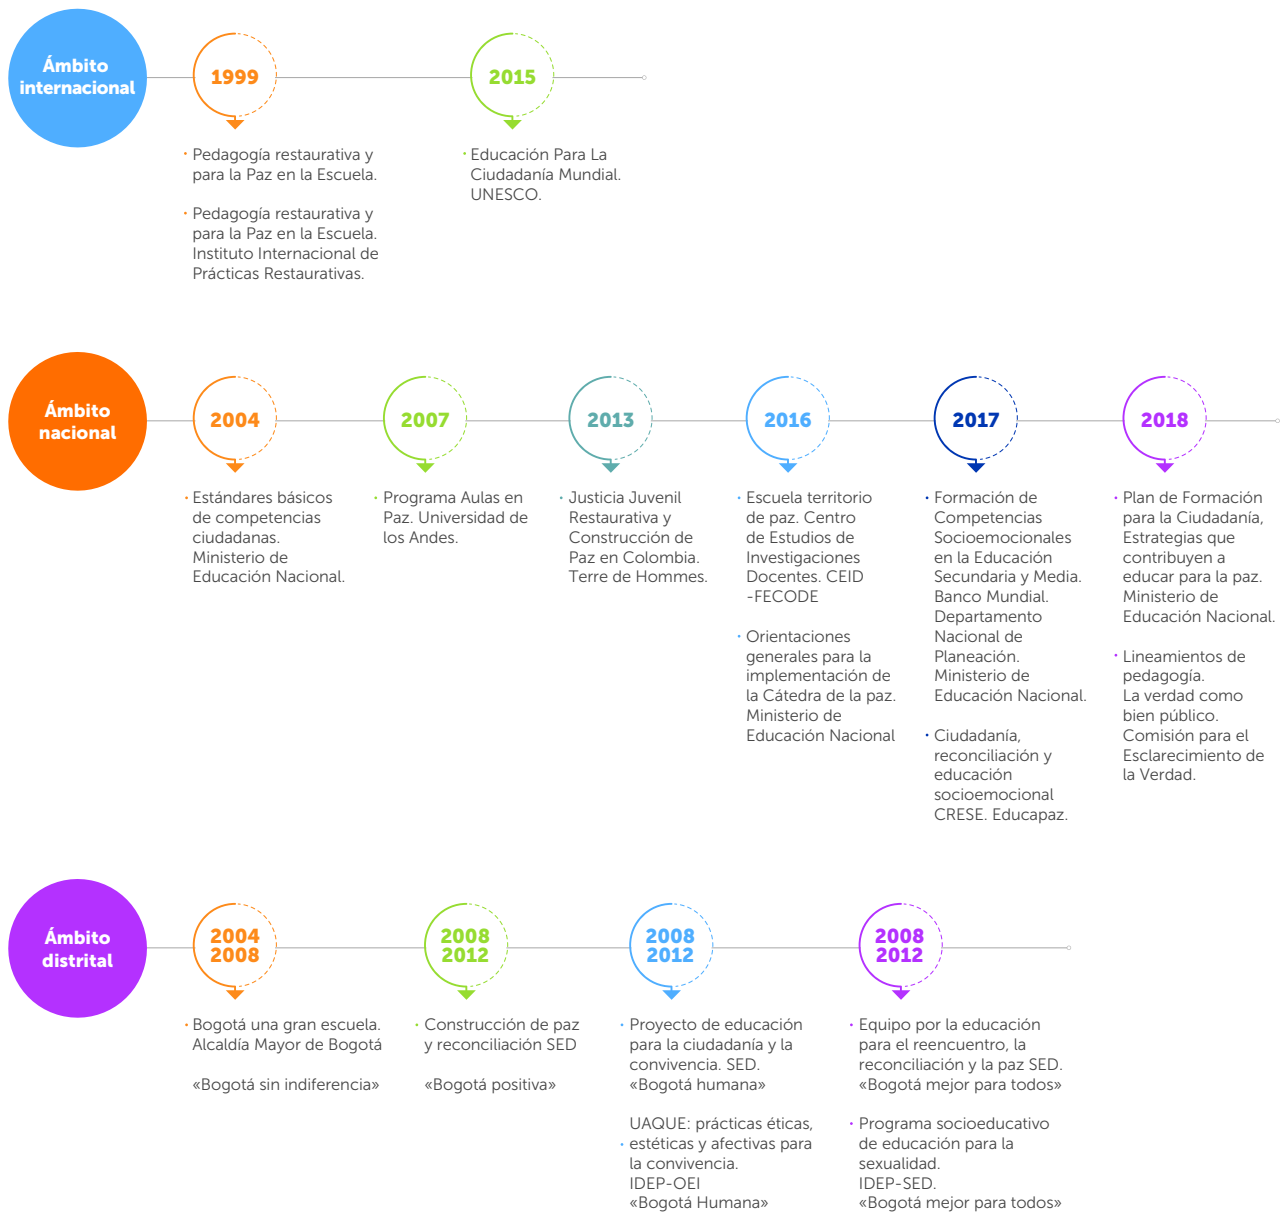 Ámbito
internacional
1999
Pedagogía restaurativa y
para la Paz en la Escuela.
Pedagogía restaurativa y
para la Paz en la Escuela.
Instituto Internacional de
Prácticas Restaurativas.
2015
Educación Para La
Ciudadanía Mundial.
UNESCO.
Ámbito
nacional
2004
Estándares básicos
de competencias
ciudadanas.
Ministerio de
Educación Nacional.
2007
Programa Aulas en
Paz. Universidad de
los Andes.
2013
Justicia Juvenil
Restaurativa y
Construcción de
Paz en Colombia.
Terre de Hommes.
2016
Escuela territorio
de paz. Centro
de Estudios de
Investigaciones
Docentes. CEID
-FECODE
Orientaciones
generales para la
implementación de
la Cátedra de la paz.
Ministerio de
Educación Nacional
2017
Formación de
Competencias
Socioemocionales
en la Educación
Secundaria y Media.
Banco Mundial.
Departamento
Nacional de
Planeación.
Ministerio de
Educación Nacional.
Ciudadanía,
reconciliación y
educación
socioemocional
CRESE. Educapaz.
2018
Plan de Formación
para la Ciudadanía,
Estrategias que
contribuyen a
educar para la paz.
Ministerio de
Educación Nacional.
Lineamientos de
pedagogía.
La verdad como
bien público.
Comisión para el
Esclarecimiento de
la Verdad.
Ámbito
distrital
2004
2008
Bogotá una gran escuela.
Alcaldía Mayor de Bogotá
«Bogotá sin indiferencia»
2008
2012
Construcción de paz
y reconciliación SED
«Bogotá positiva»
2008
2012
Proyecto de educación
para la ciudadanía y la
convivencia. SED.
«Bogotá humana»
UAQUE: prácticas éticas,
estéticas y afectivas para
la convivencia.
IDEP-OEI
«Bogotá Humana»
2008
2012
Equipo por la educación
para el reencuentro, la
reconciliación y la paz SED.
«Bogotá mejor para todos»
Programa socioeducativo
de educación para la
sexualidad.
IDEP-SED.
«Bogotá mejor para todos»